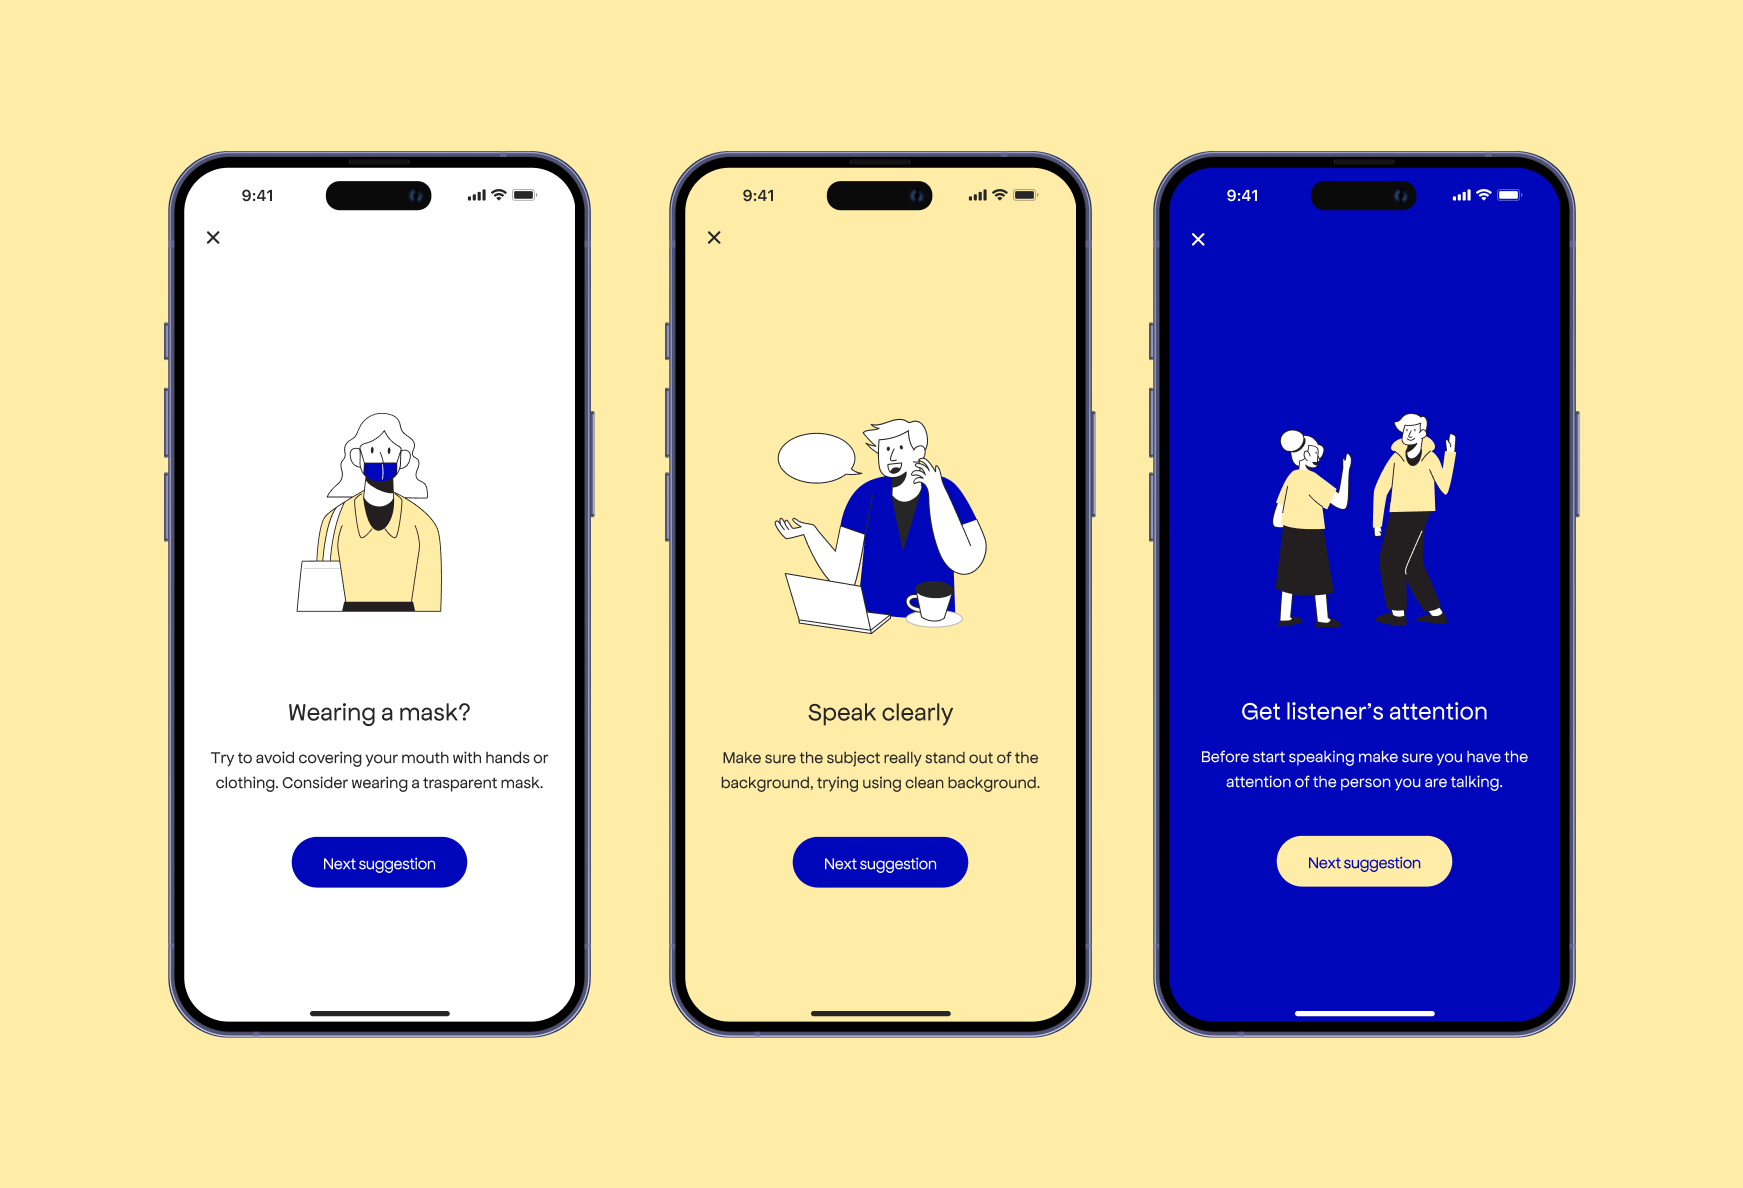 9:41
Wearing a mask?
Try to avoid covering your mouth with hands or
clothing. Consider wearing a trasparent mask.
Next suggestion
9:41
Speak clearly
Make sure the subject really stand out of the
background, trying using clean background.
Next suggestion
9:41
Get listener’s attention
Before start speaking make sure you have the
attention of the person you are talking.
Next suggestion